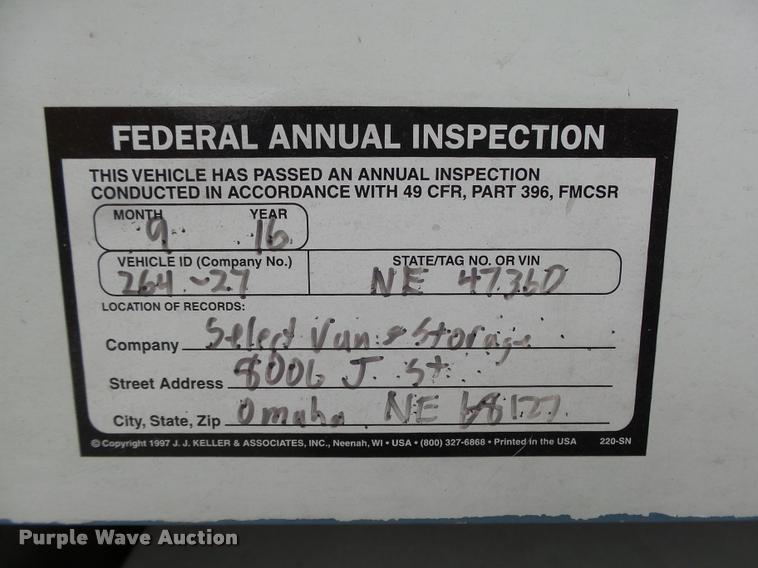 FEDERAL ANNUAL INSPECTION
THIS VEHICLE HAS PASSED AN ANNUAL INSPECTION
CONDUCTED IN ACCORDANCE WITH 49 CFR, PART 396, FMCSR
MONTH YEAR
9 16
VEHICLE ID (Company No.) STATE/TAG NO. OR VIN
264-27 NE 4736D
LOCATION OF RECORDS:
Company Select Van & Storage
Street Address 8006 J St.
City, State, Zip Omaha NE 68127
© Copyright 1997 J. J. KELLER & ASSOCIATES, INC., Neenah, WI • USA • (800) 327-6868 • Printed in the USA 220-SN
Purple Wave Auction